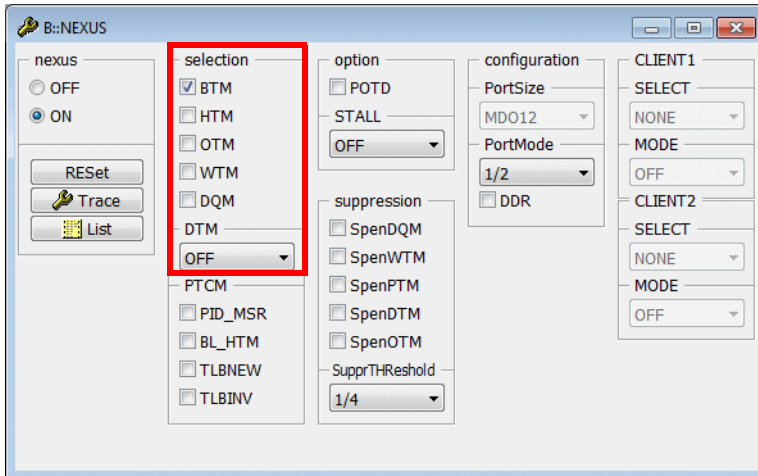 B::NEXUS
nexus
OFF
ON
RESet
Trace
List
selection
BTM
HTM
OTM
WTM
DQM
DTM
OFF
PTCM
PID_MSR
BL_HTM
TLBNEW
TLBINV
option
POTD
STALL
OFF
suppression
SpenDQM
SpenWTM
SpenPTM
SpenDTM
SpenOTM
SupprTHReshold
1/4
configuration
PortSize
MDO12
PortMode
1/2
DDR
CLIENT1
SELECT
NONE
MODE
OFF
CLIENT2
SELECT
NONE
MODE
OFF